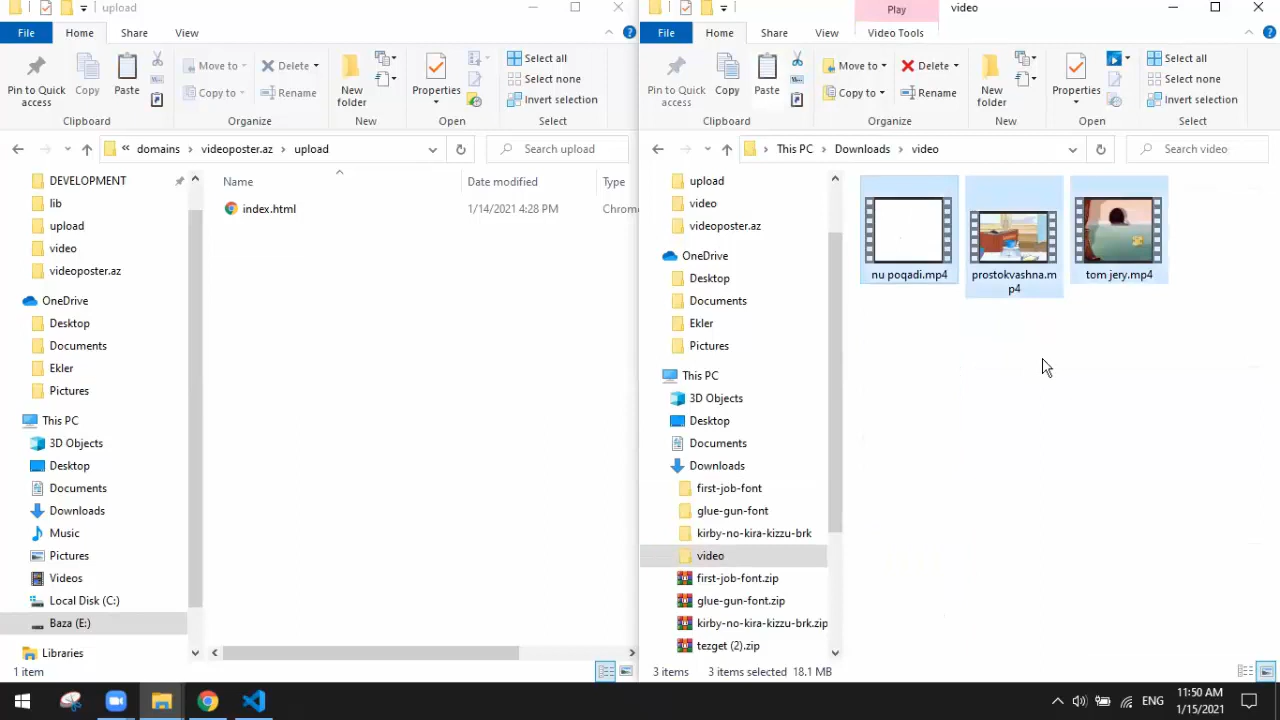 upload
File
Home
Share
View
Pin to Quick access
Copy
Paste
Move to
Copy to
Delete
Rename
New folder
Properties
Select all
Select none
Invert selection
Clipboard
Organize
New
Open
Select
domains
videoposter.az
upload
Search upload
DEVELOPMENT
lib
upload
video
videoposter.az
OneDrive
Desktop
Documents
Ekler
Pictures
This PC
3D Objects
Desktop
Documents
Downloads
Music
Pictures
Videos
Local Disk (C:)
Baza (E:)
Libraries
Name
Date modified
Type
index.html
1/14/2021 4:28 PM
Chrom
1 item
Play
video
File
Home
Share
View
Video Tools
Pin to Quick access
Copy
Paste
Move to
Copy to
Delete
Rename
New folder
Properties
Select all
Select none
Invert selection
Clipboard
Organize
New
Open
Select
This PC
Downloads
video
Search video
upload
video
videoposter.az
OneDrive
Desktop
Documents
Ekler
Pictures
This PC
3D Objects
Desktop
Documents
Downloads
first-job-font
glue-gun-font
kirby-no-kira-kizzu-brk
video
first-job-font.zip
glue-gun-font.zip
kirby-no-kira-kizzu-brk.zip
tezget (2).zip
nu poqadi.mp4
prostokvashna.m
p4
tom jery.mp4
3 items
3 items selected
18.1 MB
ENG
11:50 AM
1/15/2021